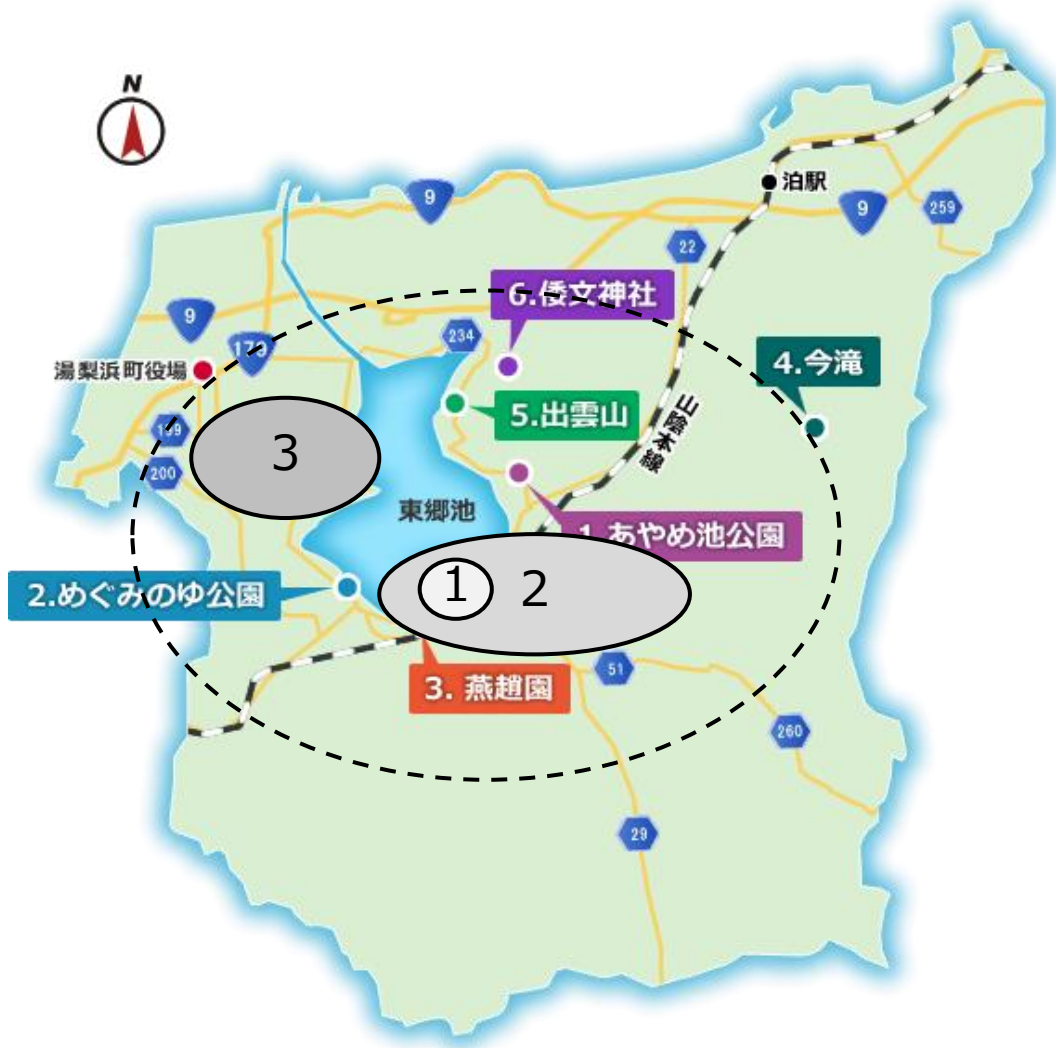 N
泊駅
9
9
259
22
6.倭文神社
9
234
179
湯梨浜町役場
4.今滝
5.出雲山
山陰本線
199
3
200
東郷池
1.あやめ池公園
2.めぐみのゆ公園
1
2
51
3. 燕趙園
260
29